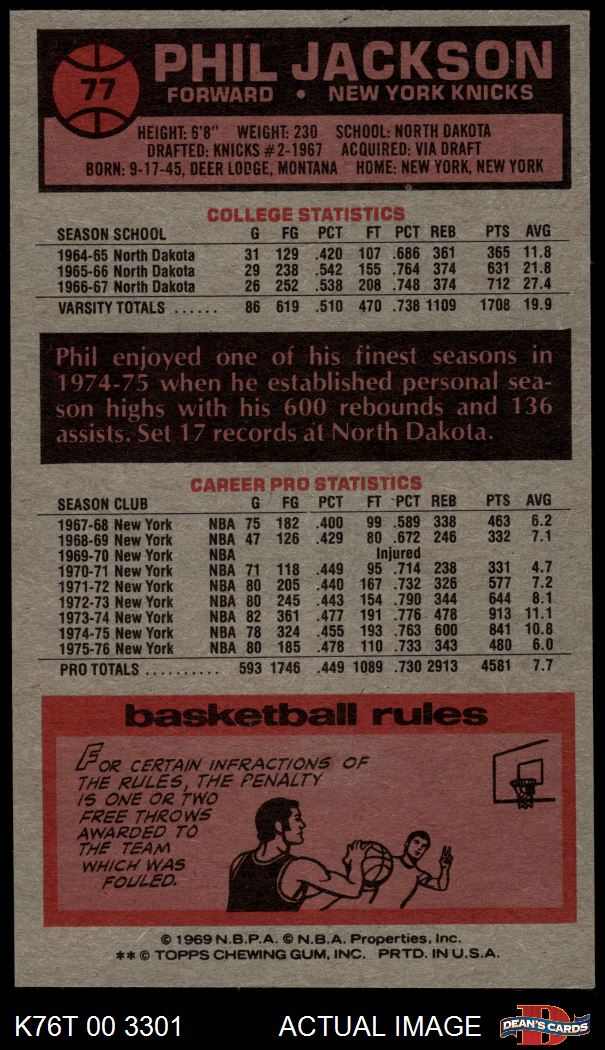 77
PHIL JACKSON
FORWARD • NEW YORK KNICKS
HEIGHT: 6'8" WEIGHT: 230 SCHOOL: NORTH DAKOTA
DRAFTED: KNICKS #2-1967 ACQUIRED: VIA DRAFT
BORN: 9-17-45, DEER LODGE, MONTANA HOME: NEW YORK, NEW YORK
COLLEGE STATISTICS
SEASON SCHOOL G FG PCT FT PCT REB PTS AVG
1964-65 North Dakota 31 129 .420 107 .686 361 365 11.8
1965-66 North Dakota 29 238 .542 155 .764 374 631 21.8
1966-67 North Dakota 26 252 .538 208 .748 374 712 27.4
VARSITY TOTALS ...... 86 619 .510 470 .738 1109 1708 19.9
Phil enjoyed one of his finest seasons in
1974-75 when he established personal sea-
son highs with his 600 rebounds and 136
assists. Set 17 records at North Dakota.
CAREER PRO STATISTICS
SEASON CLUB G FG PCT FT PCT REB PTS AVG
1967-68 New York NBA 75 182 .400 99 .589 338 463 6.2
1968-69 New York NBA 47 126 .429 80 .672 246 332 7.1
1969-70 New York NBA Injured
1970-71 New York NBA 71 118 .449 95 .714 238 331 4.7
1971-72 New York NBA 80 205 .440 167 .732 326 577 7.2
1972-73 New York NBA 80 245 .443 154 .790 344 644 8.1
1973-74 New York NBA 82 361 .477 191 .776 478 913 11.1
1974-75 New York NBA 78 324 .455 193 .763 600 841 10.8
1975-76 New York NBA 80 185 .478 110 .733 343 480 6.0
PRO TOTALS .......... 593 1746 .449 1089 .730 2913 4581 7.7
basketball rules
FOR CERTAIN INFRACTIONS OF
THE RULES, THE PENALTY
IS ONE OR TWO
FREE THROWS
AWARDED TO
THE TEAM
WHICH WAS
FOULED.
© 1969 N.B.P.A. © N.B.A. Properties, Inc.
** © TOPPS CHEWING GUM, INC. PRTD. IN U.S.A.
K76T 00 3301 ACTUAL IMAGE
D
DEAN'S CARDS